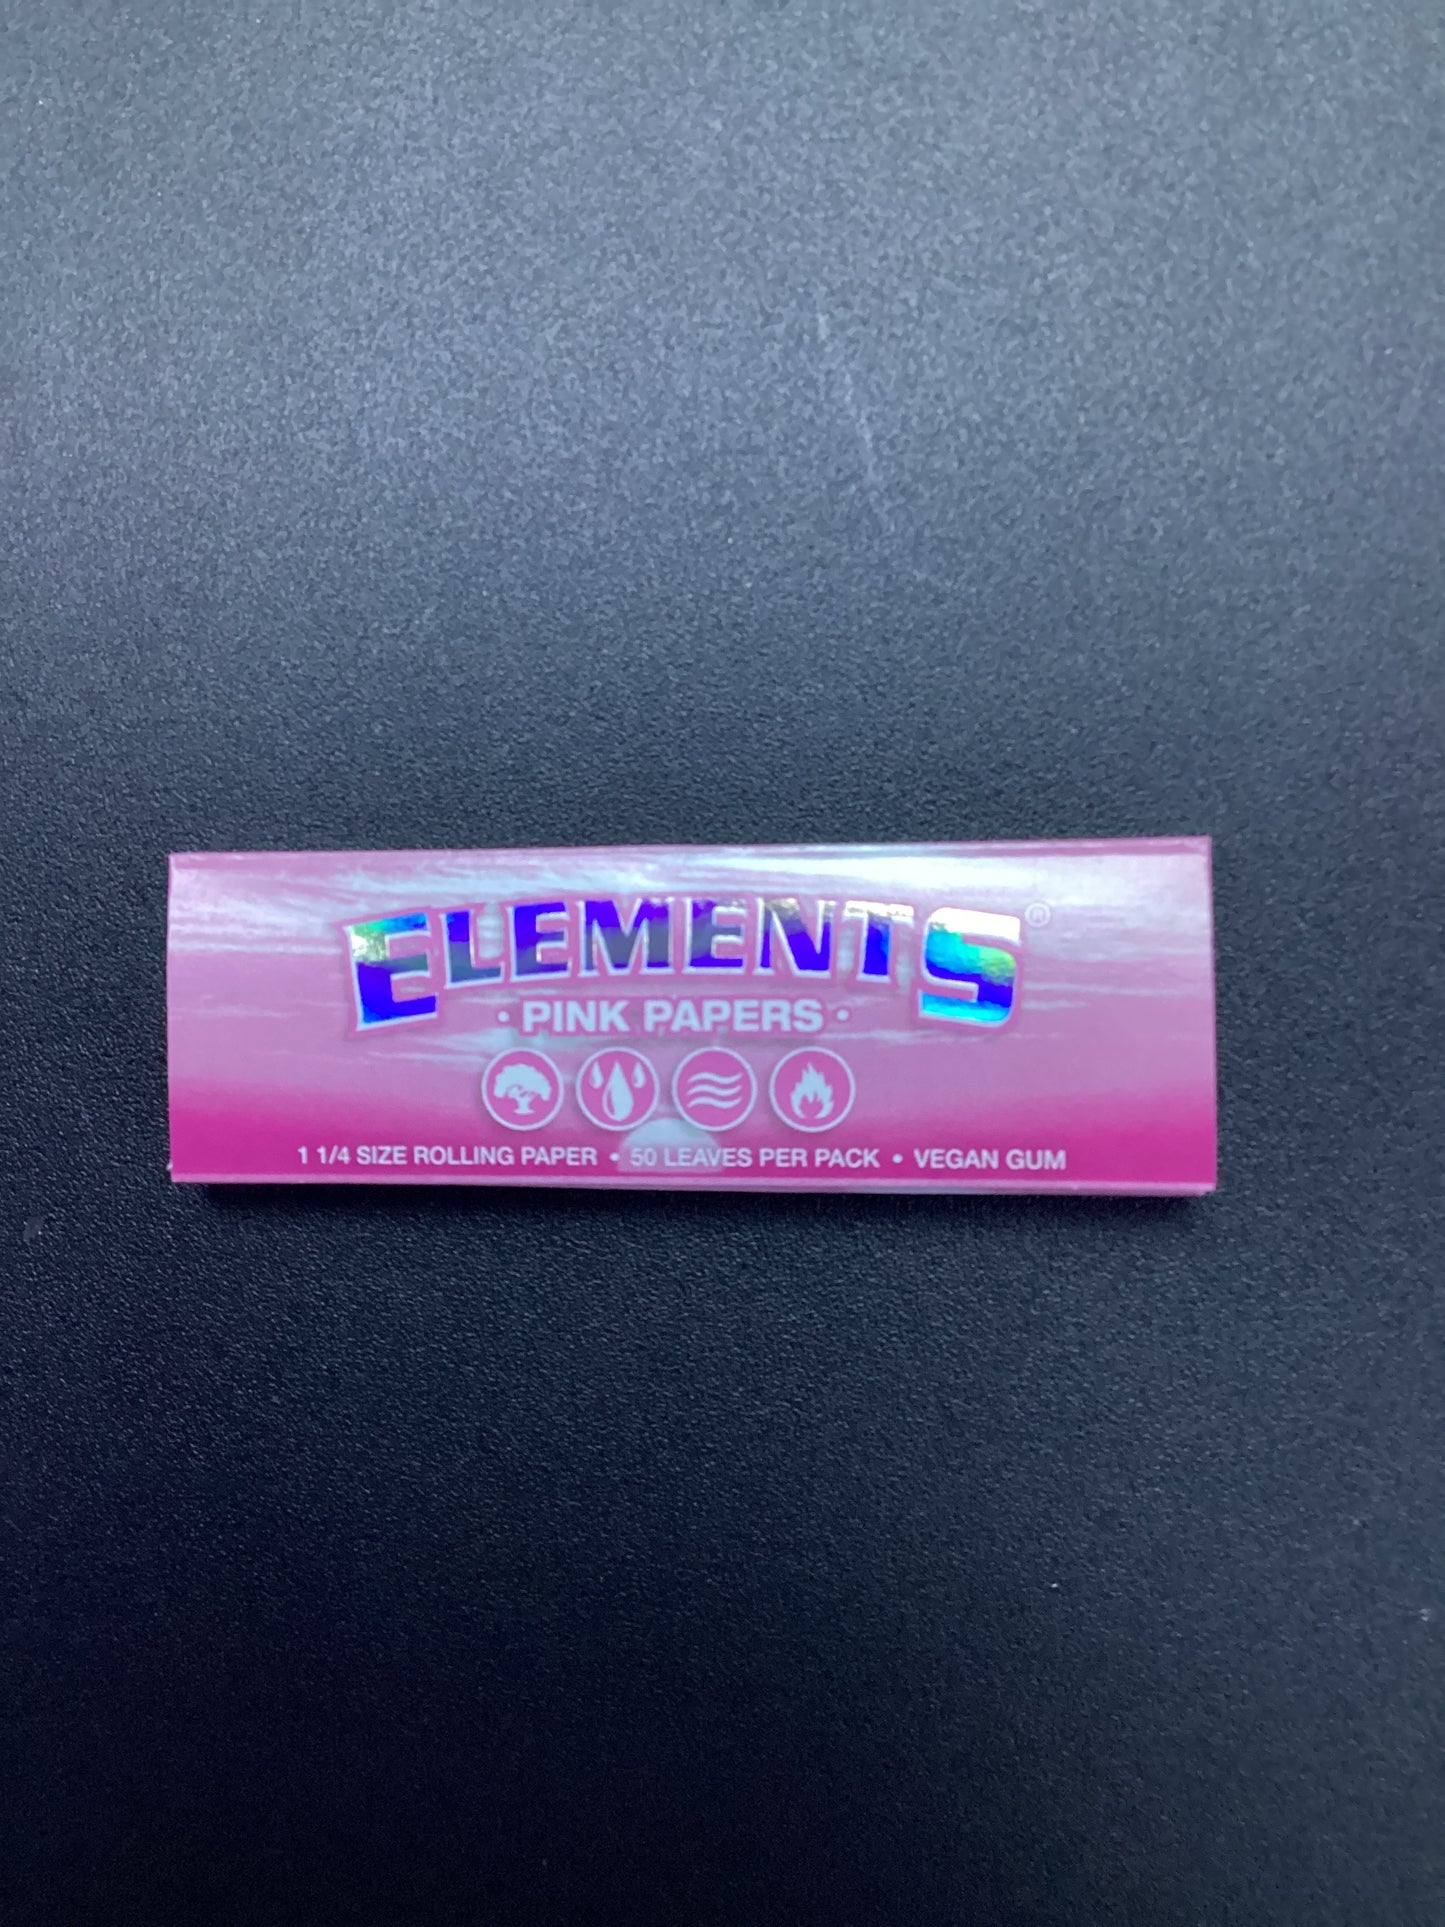 ELEMENTS®
· PINK PAPERS ·
1 1/4 SIZE ROLLING PAPER • 50 LEAVES PER PACK • VEGAN GUM